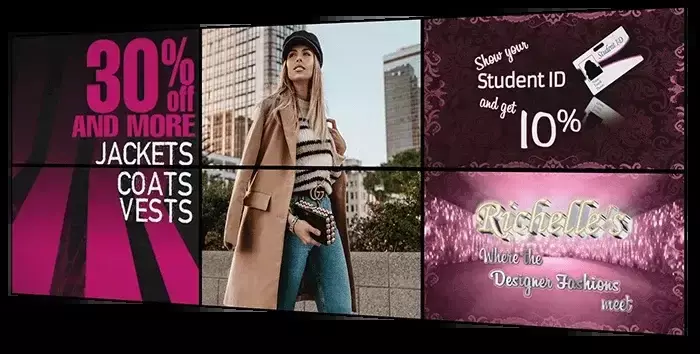 30%
off
AND MORE
JACKETS
COATS
VESTS
Show your
Student ID
and get
10%
Student ID
Richelle's
Where the
Designer Fashions
meet